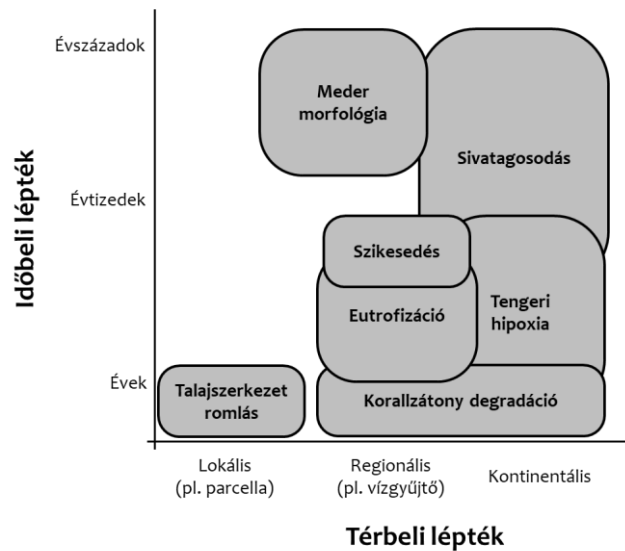 Évszázadok
Évtizedek
Évek
Időbeli lépték
Meder
morfológia
Sivatagosodás
Szikesedés
Eutrofizáció
Tengeri
hipoxia
Talajszerkezet
romlás
Korallzátony degradáció
Lokális
(pl. parcella)
Regionális
(pl. vízgyűjtő)
Kontinentális
Térbeli lépték